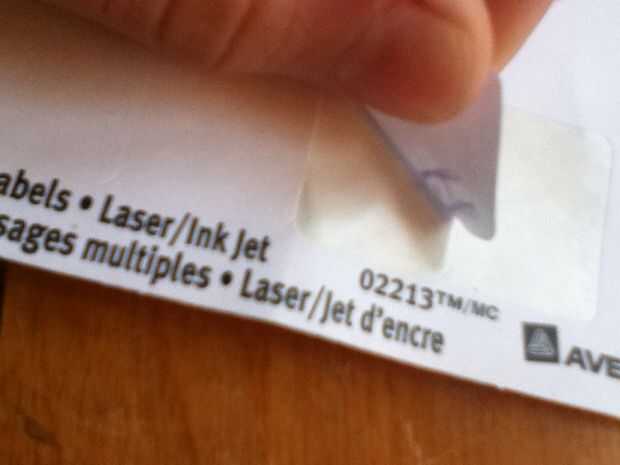 abels • Laser/Ink Jet
sages multiples • Laser/Jet d'encre
02213™/MC
AVE